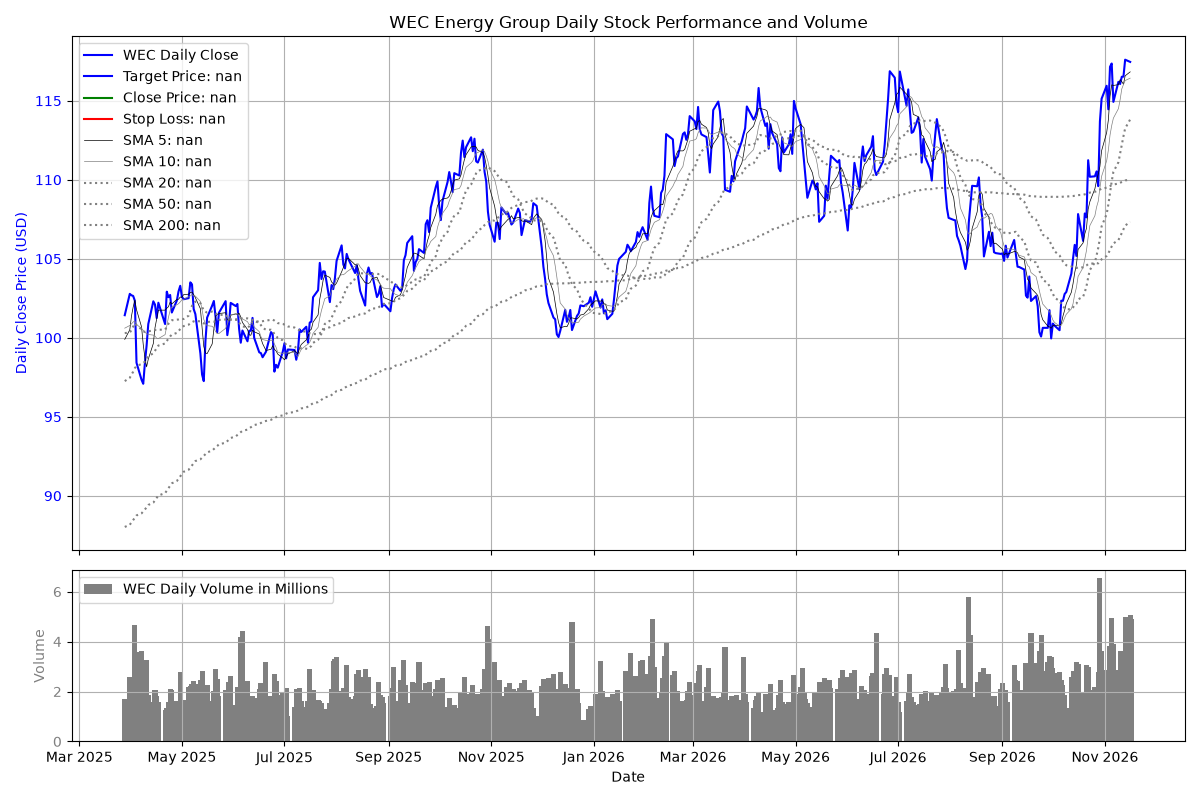 WEC Energy Group Daily Stock Performance and Volume
WEC Daily Close
Target Price: nan
Close Price: nan
Stop Loss: nan
SMA 5: nan
SMA 10: nan
SMA 20: nan
SMA 50: nan
SMA 200: nan
115
110
105
100
95
90
Daily Close Price (USD)
WEC Daily Volume in Millions
6
4
2
0
Volume
Mar 2025 May 2025 Jul 2025 Sep 2025 Nov 2025 Jan 2026 Mar 2026 May 2026 Jul 2026 Sep 2026 Nov 2026
Date